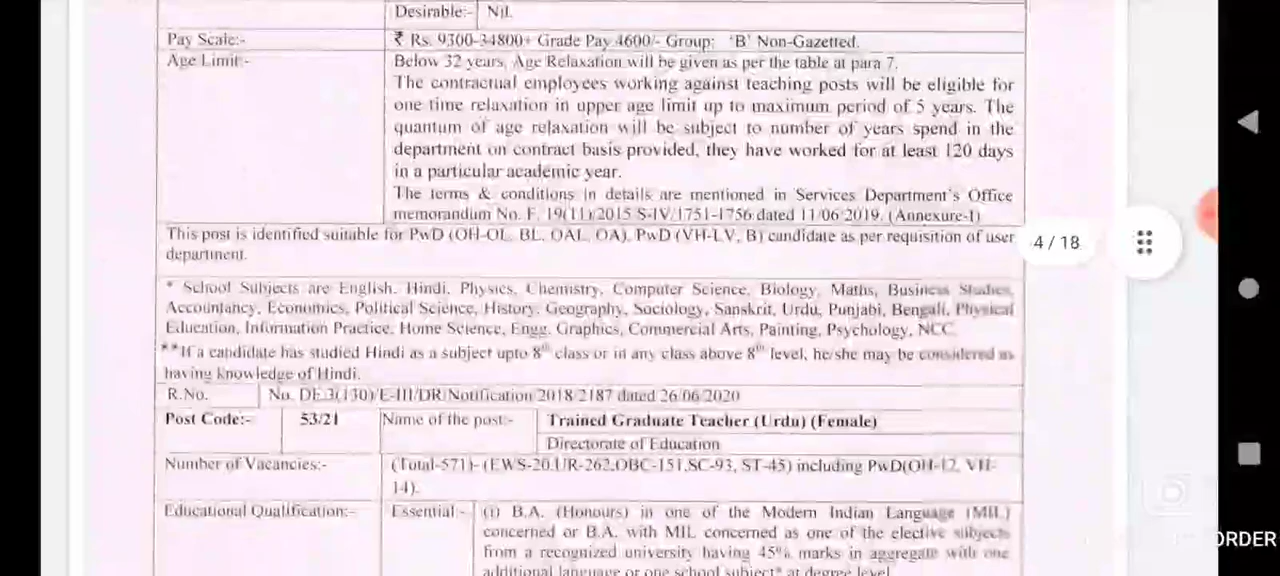 Desirable:- Nil.
Pay Scale:- ₹ Rs. 9300-34800+ Grade Pay 4600/- Group: 'B' Non-Gazetted.
Age Limit:- Below 32 years, Age Relaxation will be given as per the table at para 7.
The contractual employees working against teaching posts will be eligible for
one time relaxation in upper age limit up to maximum period of 5 years. The
quantum of age relaxation will be subject to number of years spend in the
department on contract basis provided, they have worked for at least 120 days
in a particular academic year.
The terms & conditions in details are mentioned in Services Department's Office
memorandum No. F. 19(11)/2015/S-IV/1751-1756 dated 11/06/2019. (Annexure-I)
This post is identified suitable for PwD (OH-OL, BL, OAL, OA), PwD (VH-LV, B) candidate as per requisition of user
department.
4 / 18
* School Subjects are English, Hindi, Physics, Chemistry, Computer Science, Biology, Maths, Business Studies,
Accountancy, Economics, Political Science, History, Geography, Sociology, Sanskrit, Urdu, Punjabi, Bengali, Physical
Education, Information Practice, Home Science, Engg. Graphics, Commercial Arts, Painting, Psychology, NCC
**If a candidate has studied Hindi as a subject upto 8th class or in any class above 8th level, he/she may be considered as
having knowledge of Hindi.
R.No. No. DE.3(130)/E-III/DR/Notification/2018/2187 dated 26/06/2020
Post Code:- 53/21 Name of the post:- Trained Graduate Teacher (Urdu) (Female)
Directorate of Education
Number of Vacancies:- (Total-571)- (EWS-20,UR-262,OBC-151,SC-93, ST-45) including PwD(OH-12, VH-
14).
Educational Qualification:- Essential:- (i) B.A. (Honours) in one of the Modern Indian Language (MIL)
concerned or B.A. with MIL concerned as one of the elective subjects
from a recognized university having 45% marks in aggregate with one
additional language or one school subject* at degree level.
ORDER